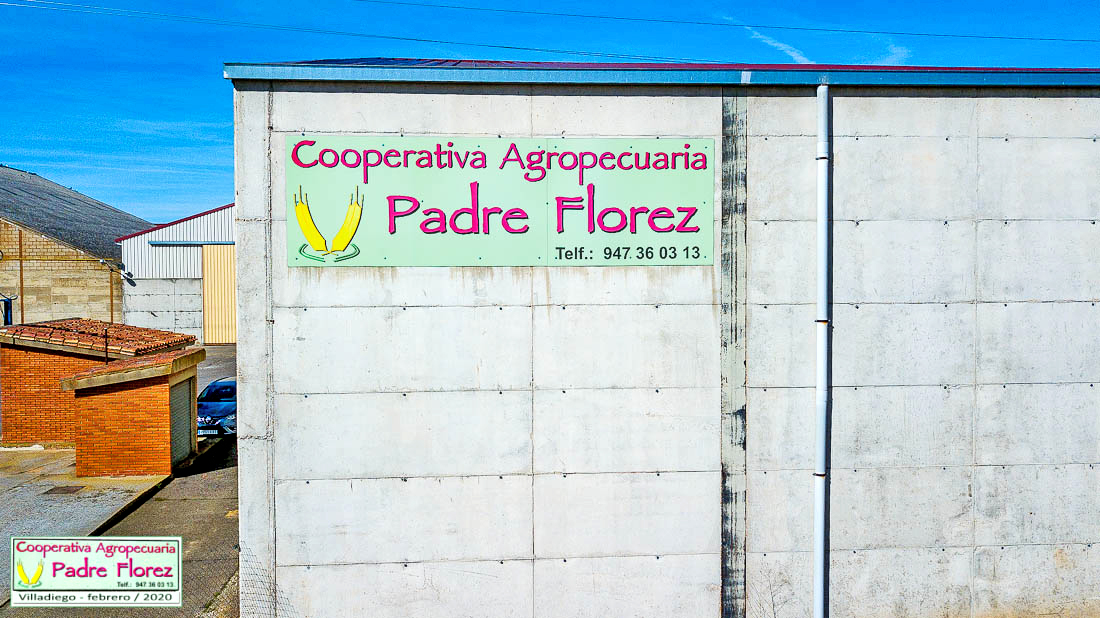 Cooperativa Agropecuaria
Padre Florez
Telf.: 947 36 03 13
Cooperativa Agropecuaria
Padre Florez
Telf.: 947 36 03 13
Villadiego - febrero / 2020